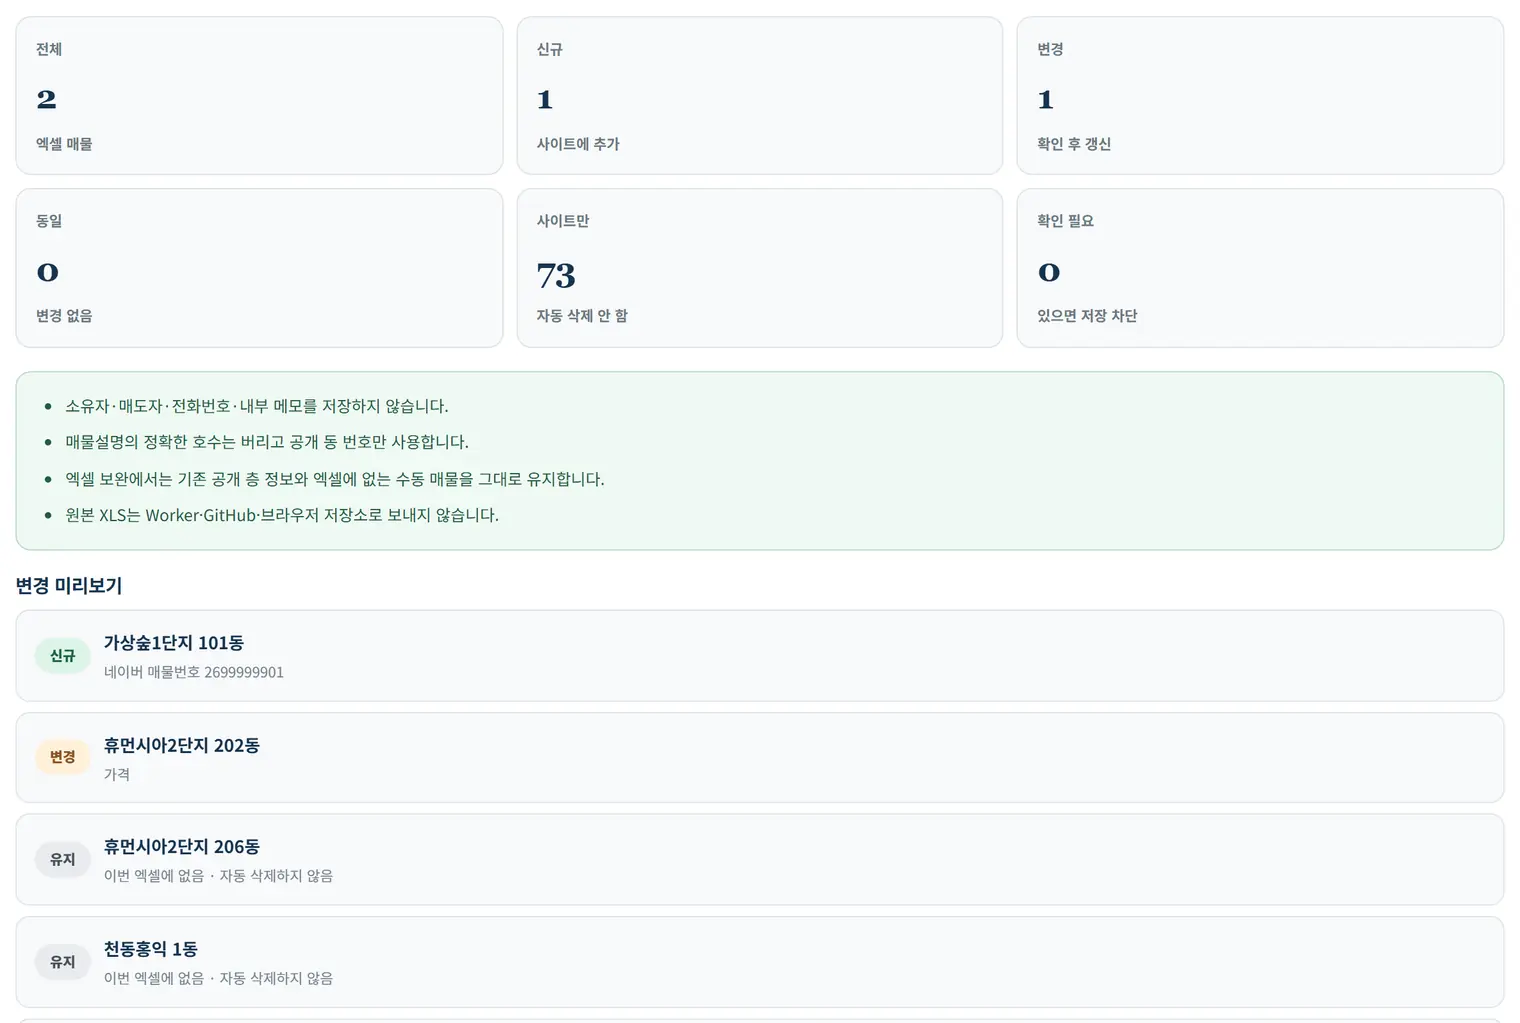 전체
2
엑셀 매물
신규
1
사이트에 추가
변경
1
확인 후 갱신
동일
0
변경 없음
사이트만
73
자동 삭제 안 함
확인 필요
0
있으면 저장 차단
• 소유자·매도자·전화번호·내부 메모를 저장하지 않습니다.
• 매물설명의 정확한 호수는 버리고 공개 동 번호만 사용합니다.
• 엑셀 보완에서는 기존 공개 층 정보와 엑셀에 없는 수동 매물을 그대로 유지합니다.
• 원본 XLS는 Worker·GitHub·브라우저 저장소로 보내지 않습니다.
변경 미리보기
신규
가상숲1단지 101동
네이버 매물번호 2699999901
변경
휴먼시아2단지 202동
가격
유지
휴먼시아2단지 206동
이번 엑셀에 없음 · 자동 삭제하지 않음
유지
천동홍익 1동
이번 엑셀에 없음 · 자동 삭제하지 않음